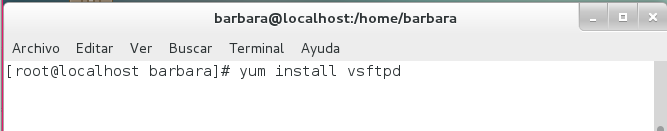 barbara@localhost:/home/barbara
Archivo Editar Ver Buscar Terminal Ayuda
[root@localhost barbara]# yum install vsftpd